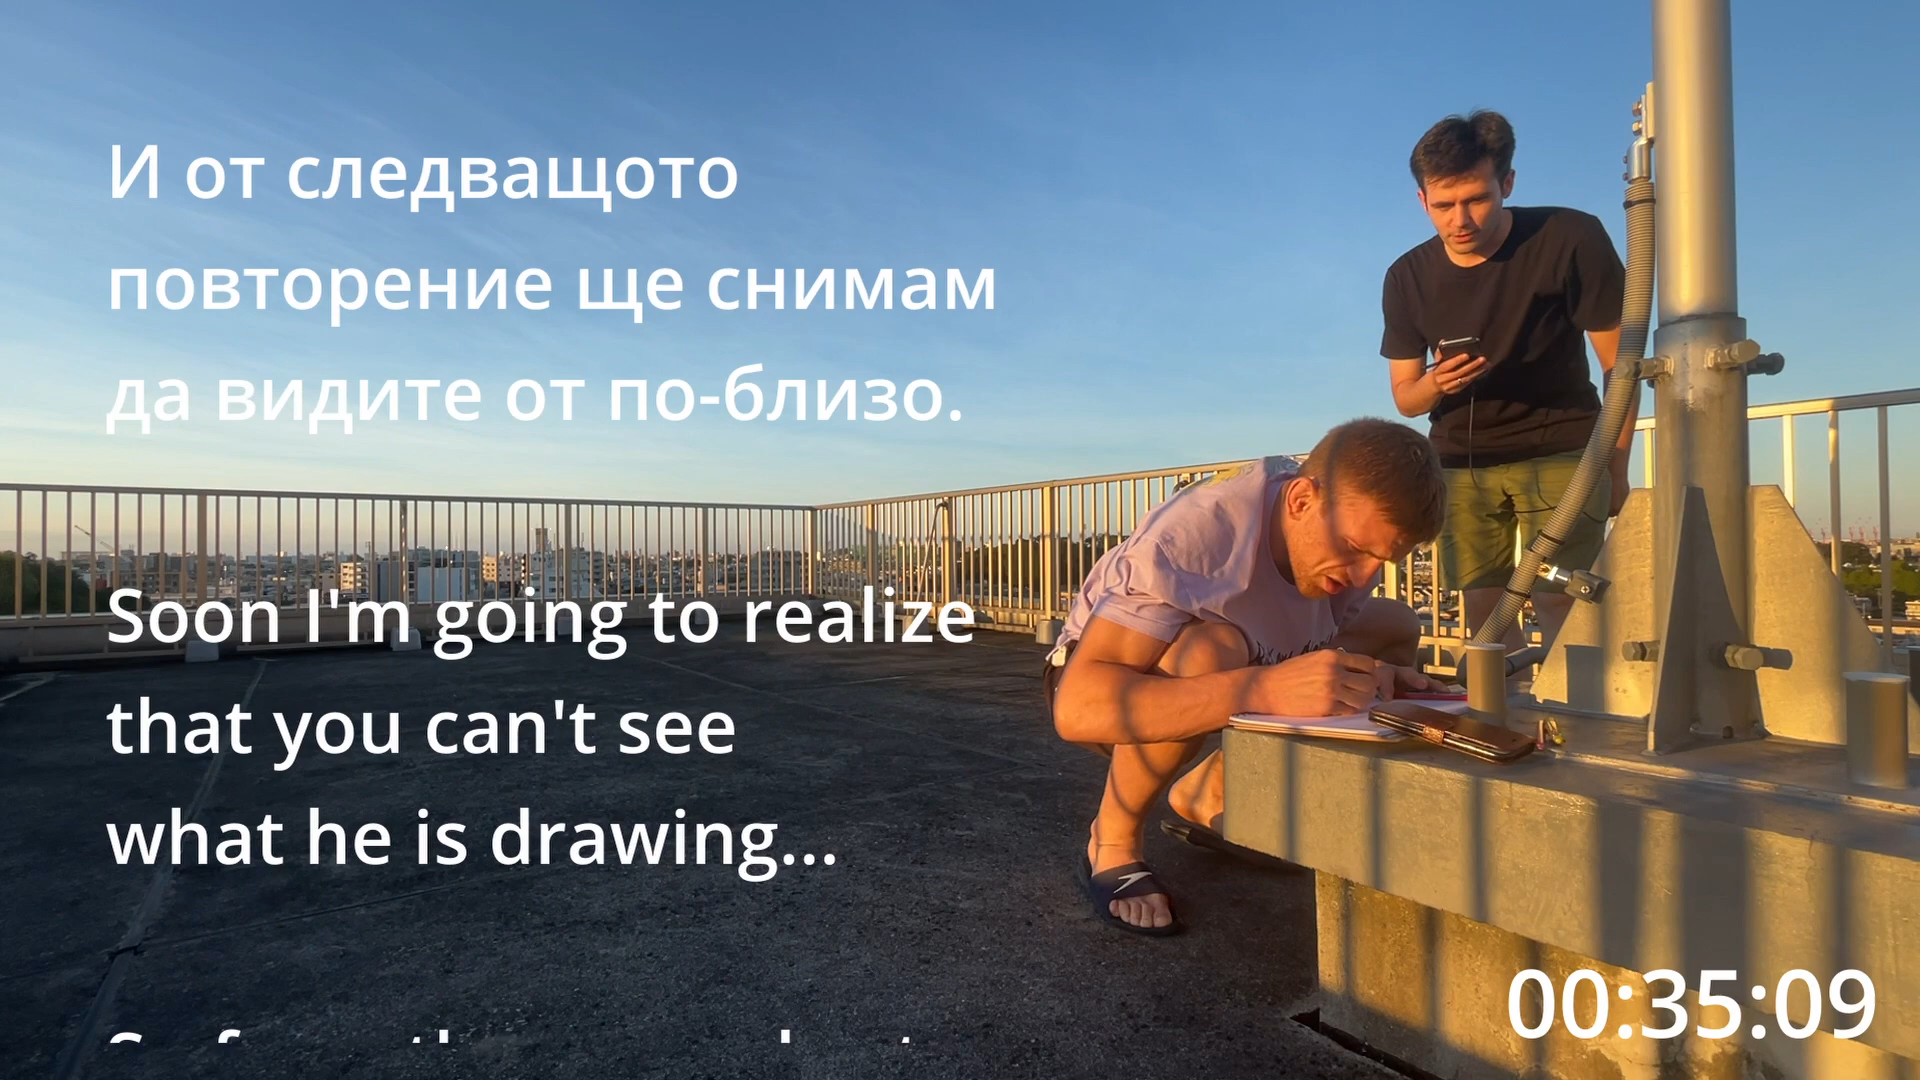 И от следващото
повторение ще снимам
да видите от по-близо.
Soon I'm going to realize
that you can't see
what he is drawing...
00:35:09